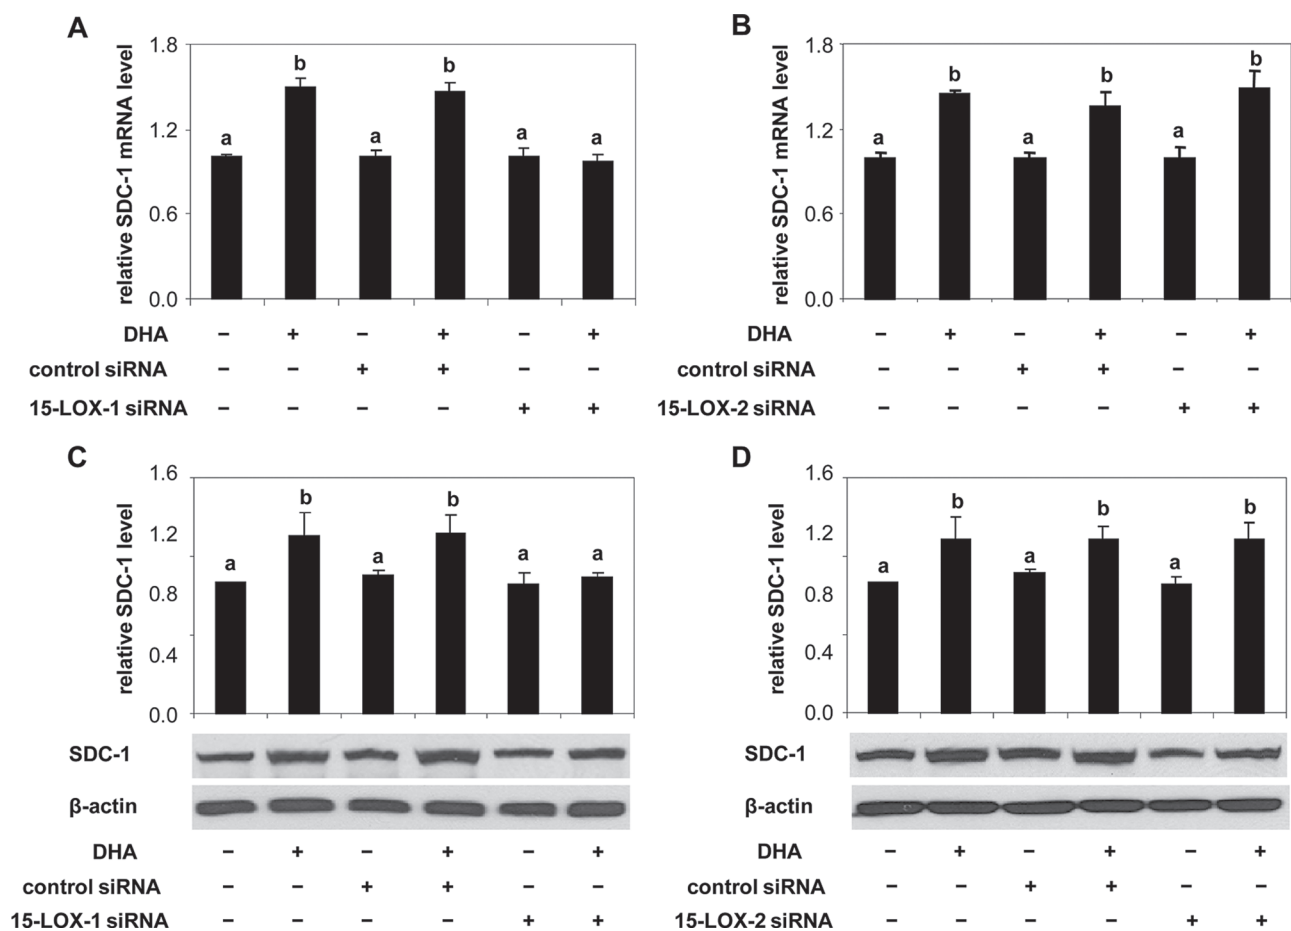 A
relative SDC-1 mRNA level
1.8
1.2
0.6
0.0
a b a b a a
DHA − + − + − +
control siRNA − − + + − −
15-LOX-1 siRNA − − − − + +
B
relative SDC-1 mRNA level
1.8
1.2
0.6
0.0
a b a b a b
DHA − + − + − +
control siRNA − − + + − −
15-LOX-2 siRNA − − − − + +
C
relative SDC-1 level
1.6
1.2
0.8
0.4
0.0
a b a b a a
SDC-1
β-actin
DHA − + − + − +
control siRNA − − + + − −
15-LOX-1 siRNA − − − − + +
D
relative SDC-1 level
1.6
1.2
0.8
0.4
0.0
a b a b a b
SDC-1
β-actin
DHA − + − + − +
control siRNA − − + + − −
15-LOX-2 siRNA − − − − + +